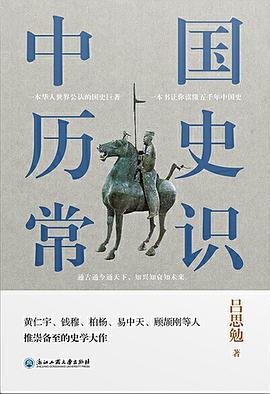 中国
历史
常识
一本华人世界公认的国史巨著
一本书让你读懂五千年中国史
通古通今通天下，知兴知衰知未来。
黄仁宇、钱穆、柏杨、易中天、顾颉刚等人
推崇备至的史学大作
吕思勉 著
浙江工商大学出版社